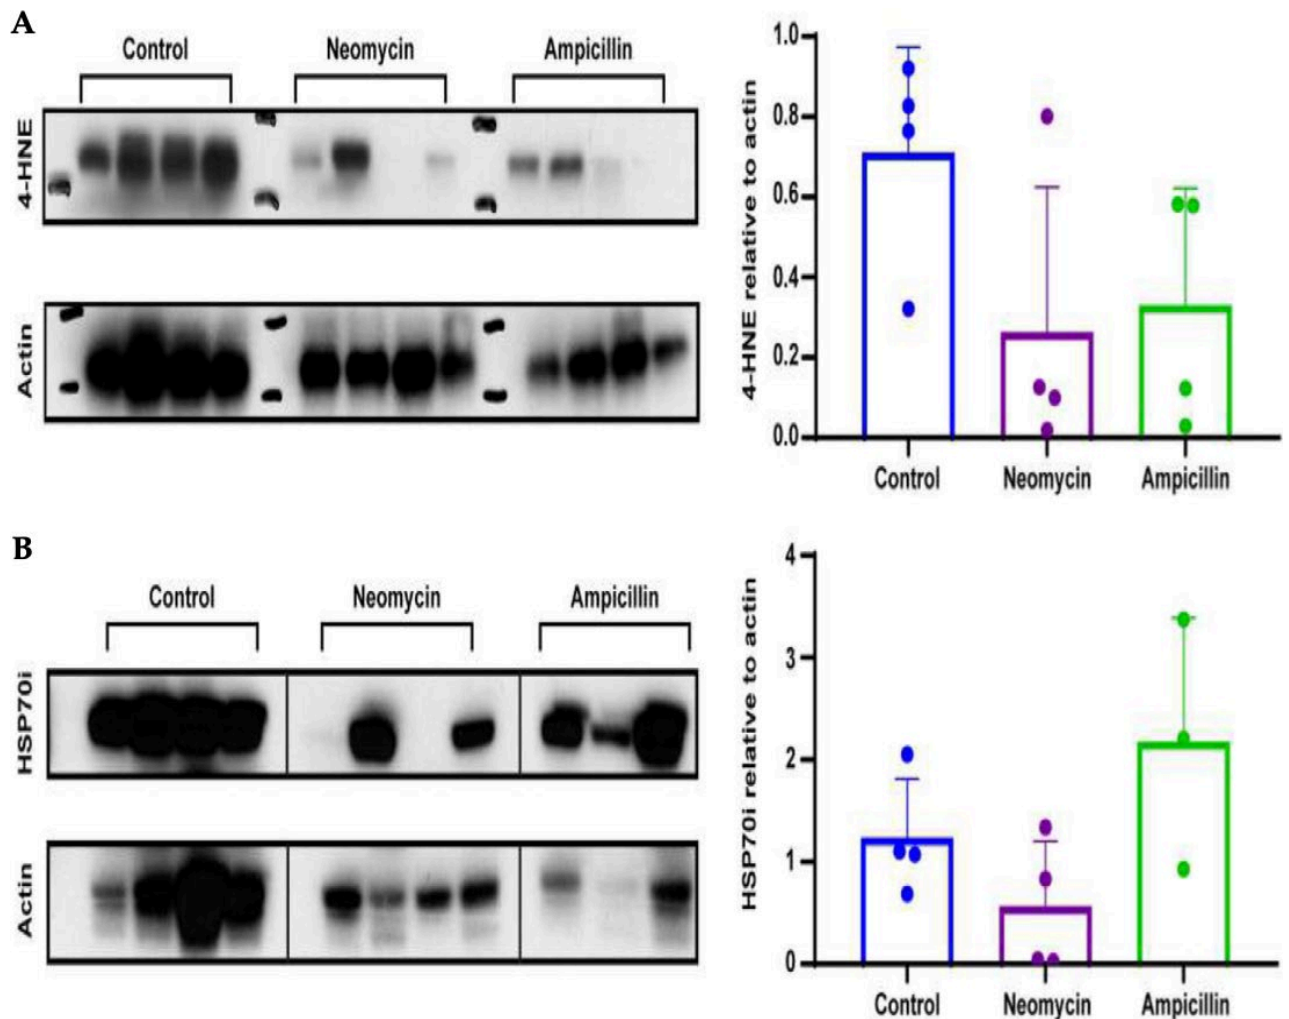 A
Control
Neomycin
Ampicillin
4-HNE
Actin
4-HNE relative to actin
1.0
0.8
0.6
0.4
0.2
0.0
Control
Neomycin
Ampicillin
B
Control
Neomycin
Ampicillin
HSP70i
Actin
HSP70i relative to actin
4
3
2
1
0
Control
Neomycin
Ampicillin